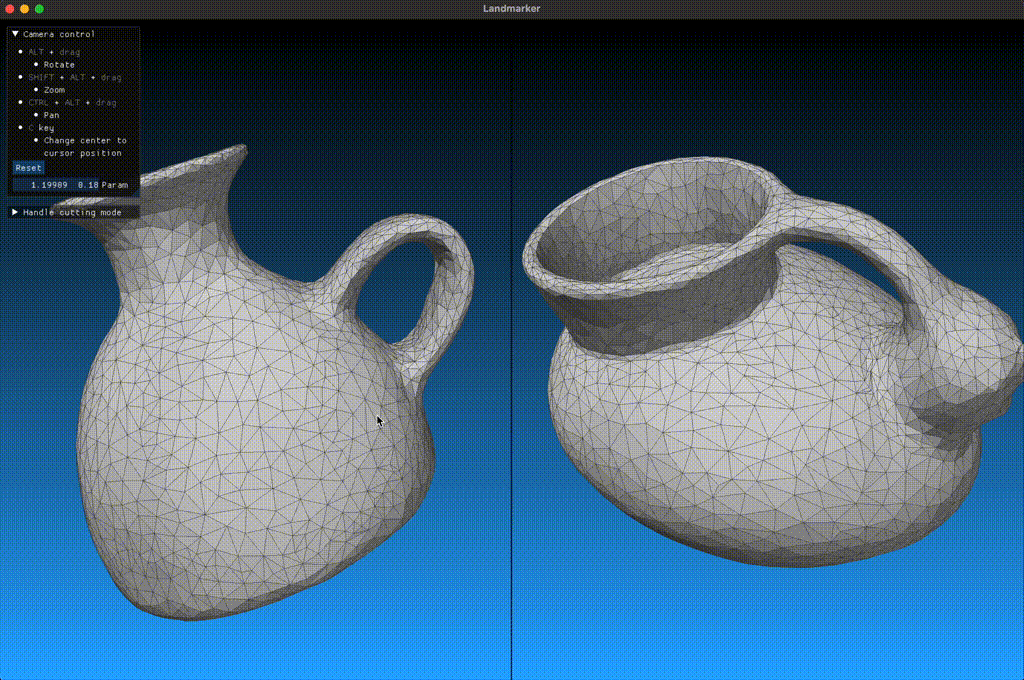 Landmarker
▼ Camera control
• ALT + drag
• Rotate
• SHIFT + ALT + drag
• Zoom
• CTRL + ALT + drag
• Pan
• C key
• Change center to
cursor position
Reset
1.19989 0.18 Param
▶ Handle cutting mode